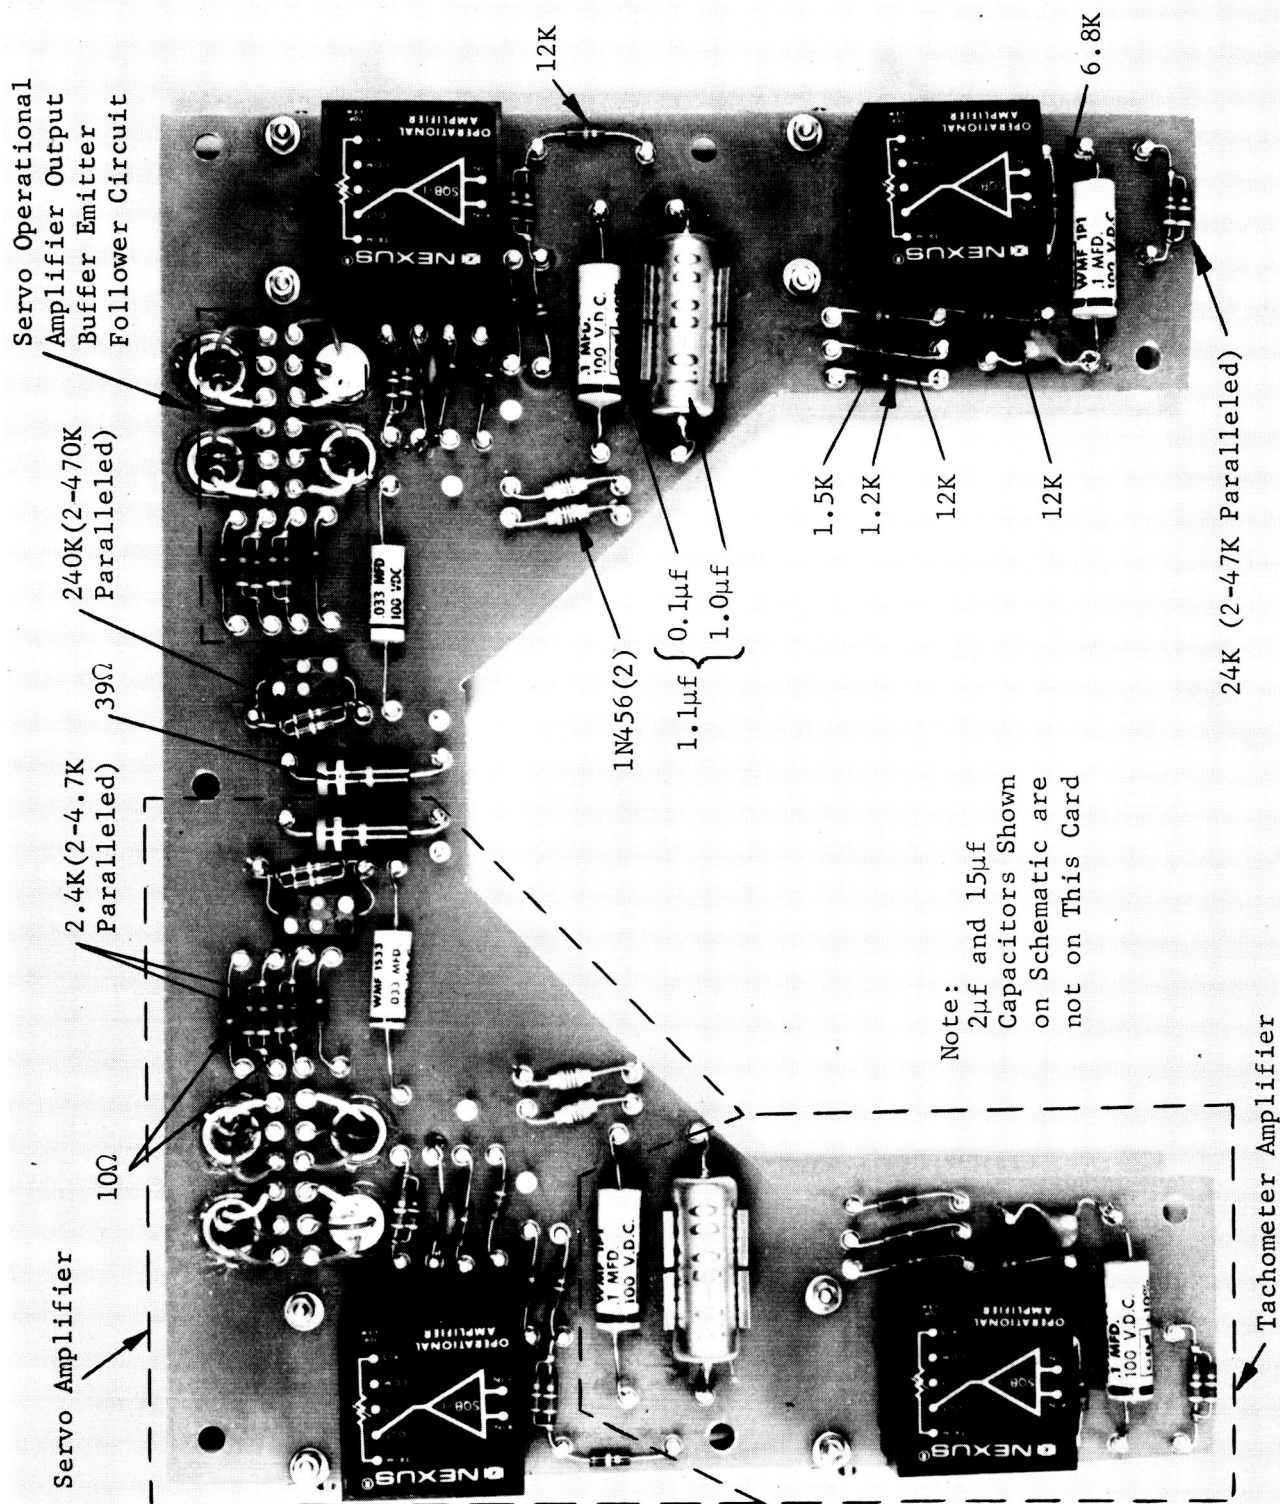 Servo Operational
Amplifier Output
Buffer Emitter
Follower Circuit
240K(2-470K
Paralleled)
39Ω
2.4K2-4.7K
Paralleled)
10Ω
Servo Amplifier
12K
6.8K
OPERATIONAL
AMPLIFIER
SQB-1
NEXUS®
OPERATIONAL
AMPLIFIER
NEXUS®
.1 MFD.
100 V.D.C.
WMF 1P1
.1 MFD.
100 V.D.C
.033 MFD
100 VDC
1.5K
1.2K
12K
12K
24K (2-47K Paralleled)
1N456(2)
1.1µf
0.1µf
1.0µf
WMF 1S33
.033 MFD
Note:
2µf and 15µf
Capacitors Shown
on Schematic are
not on This Card
OPERATIONAL
AMPLIFIER
SQB-1
NEXUS®
.1 MFD.
100 V.D.C.
OPERATIONAL
AMPLIFIER
SQB-1
NEXUS®
.1 MFD.
100 V.D.C.
Tachometer Amplifier